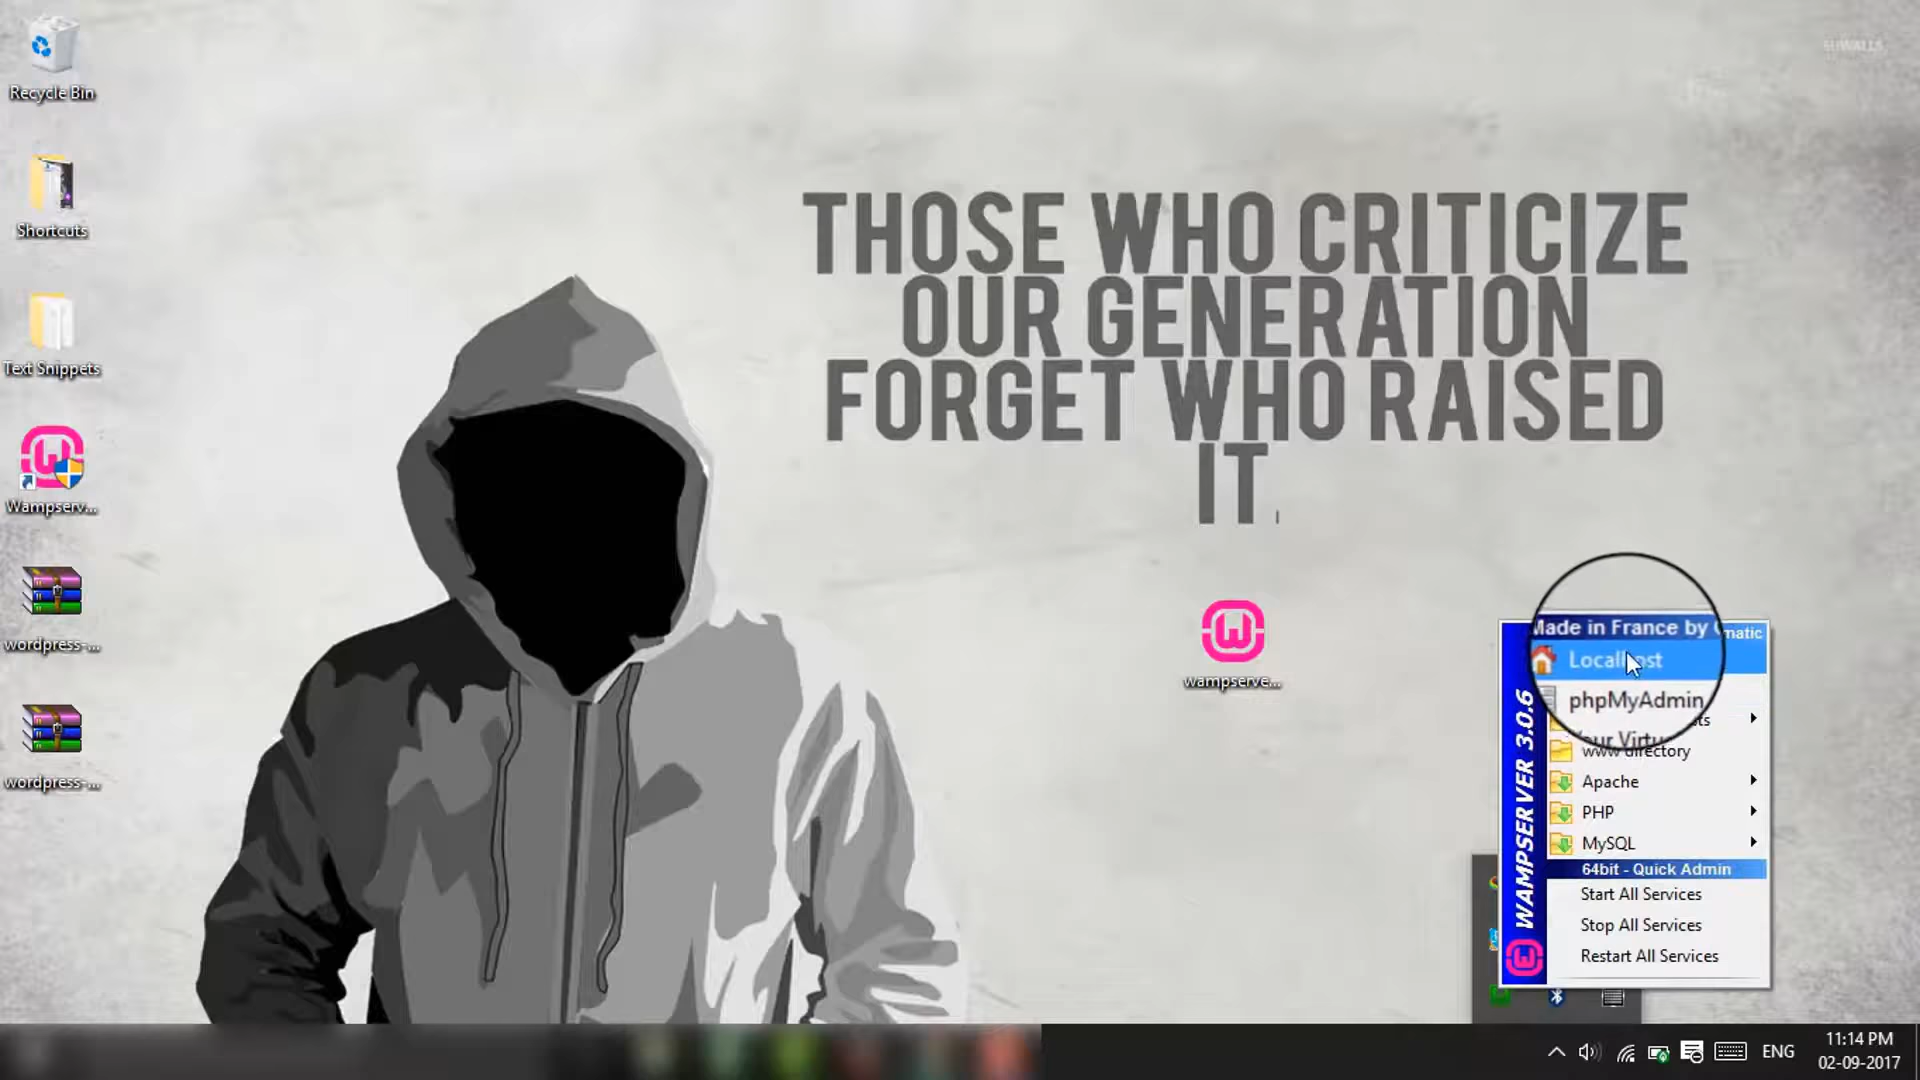 Recycle Bin
Shortcuts
Text Snippets
Wampserv...
wordpress-...
wordpress-...
THOSE WHO CRITICIZE
OUR GENERATION
FORGET WHO RAISED
IT.
wampserve...
WAMPSERVER 3.0.6
Made in France by
Localhost
phpMyAdmin
www directory
Apache
PHP
MySQL
64bit - Quick Admin
Start All Services
Stop All Services
Restart All Services
ENG
11:14 PM
02-09-2017